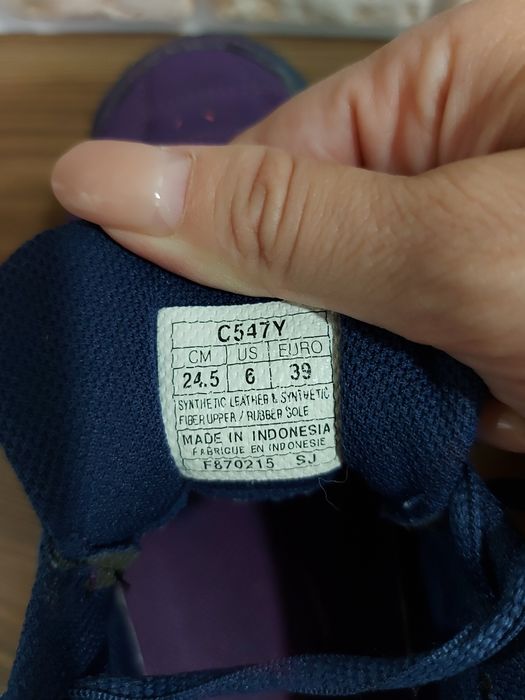 C547Y
CM US EURO
24.5 6 39
SYNTHETIC LEATHER & SYNTHETIC
FIBER UPPER / RUBBER SOLE
MADE IN INDONESIA
FABRIQUE EN INDONESIE
F870215 SJ